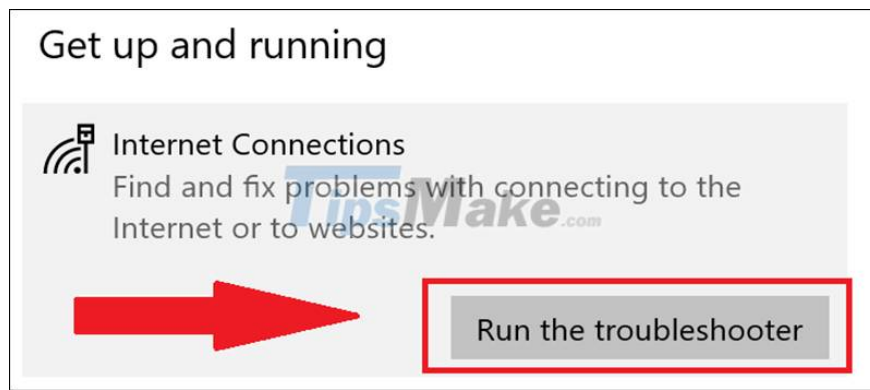 Get up and running
Internet Connections
Find and fix problems with connecting to the
Internet or to websites.
TipsMake.com
Run the troubleshooter